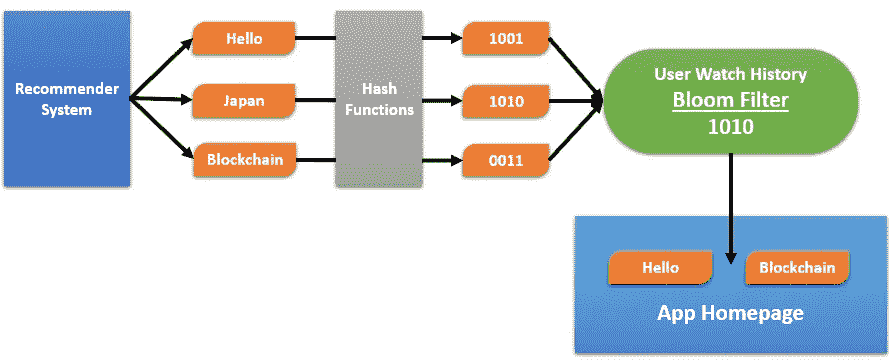 Recommender
System
Hello
Japan
Blockchain
Hash
Functions
1001
1010
0011
User Watch History
Bloom Filter
1010
Hello
Blockchain
App Homepage